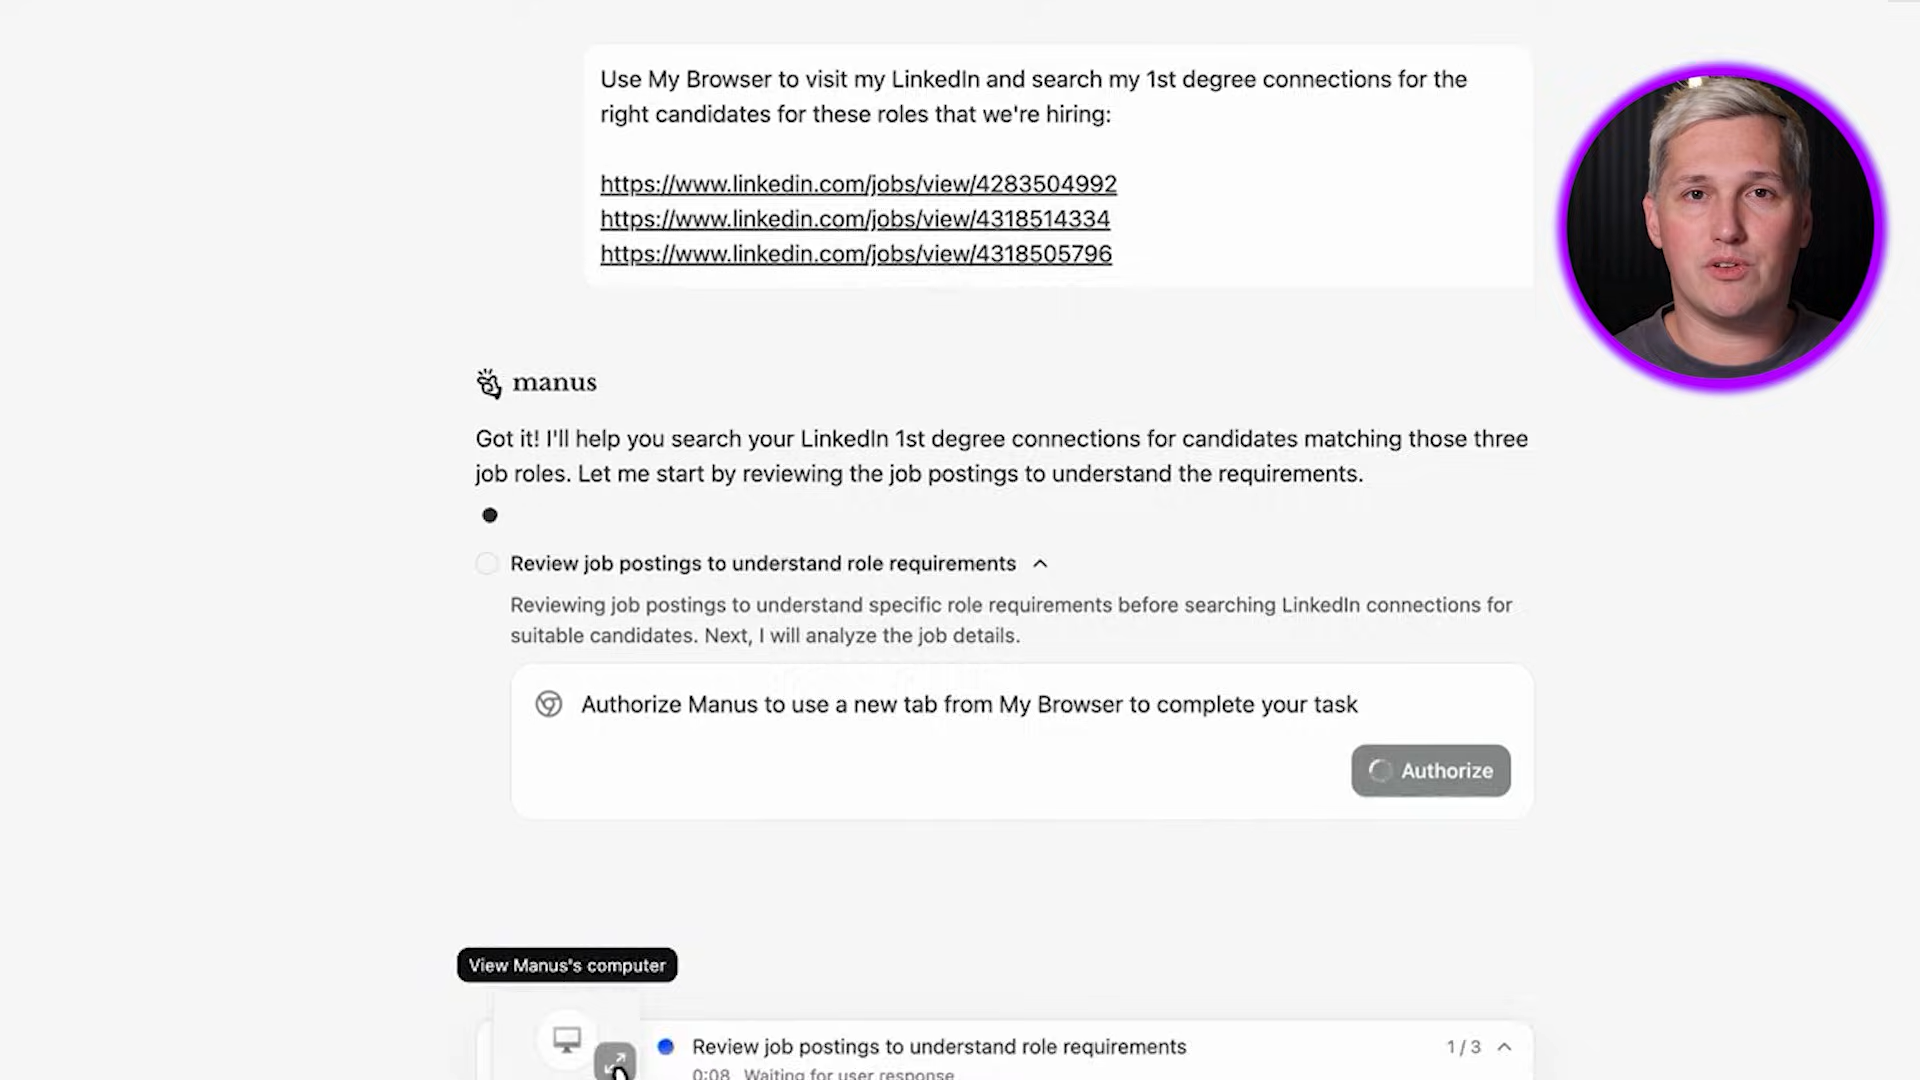 Use My Browser to visit my LinkedIn and search my 1st degree connections for the
right candidates for these roles that we're hiring:
https://www.linkedin.com/jobs/view/4283504992
https://www.linkedin.com/jobs/view/4318514334
https://www.linkedin.com/jobs/view/4318505796
manus
Got it! I'll help you search your LinkedIn 1st degree connections for candidates matching those three
job roles. Let me start by reviewing the job postings to understand the requirements.
Review job postings to understand role requirements
Reviewing job postings to understand specific role requirements before searching LinkedIn connections for
suitable candidates. Next, I will analyze the job details.
Authorize Manus to use a new tab from My Browser to complete your task
Authorize
View Manus's computer
Review job postings to understand role requirements
1 / 3
0:08 Waiting for user response